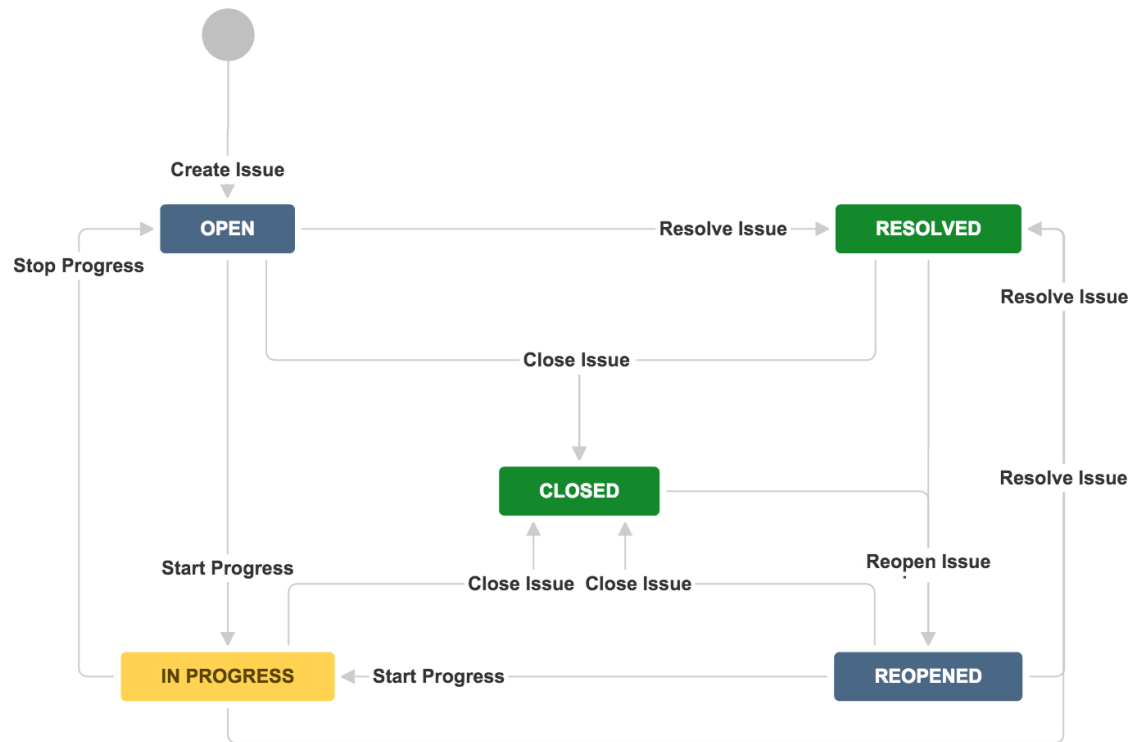 Create Issue
OPEN
Resolve Issue
RESOLVED
Stop Progress
Resolve Issue
Close Issue
Resolve Issue
CLOSED
Start Progress
Close Issue
Close Issue
Reopen Issue
IN PROGRESS
Start Progress
REOPENED